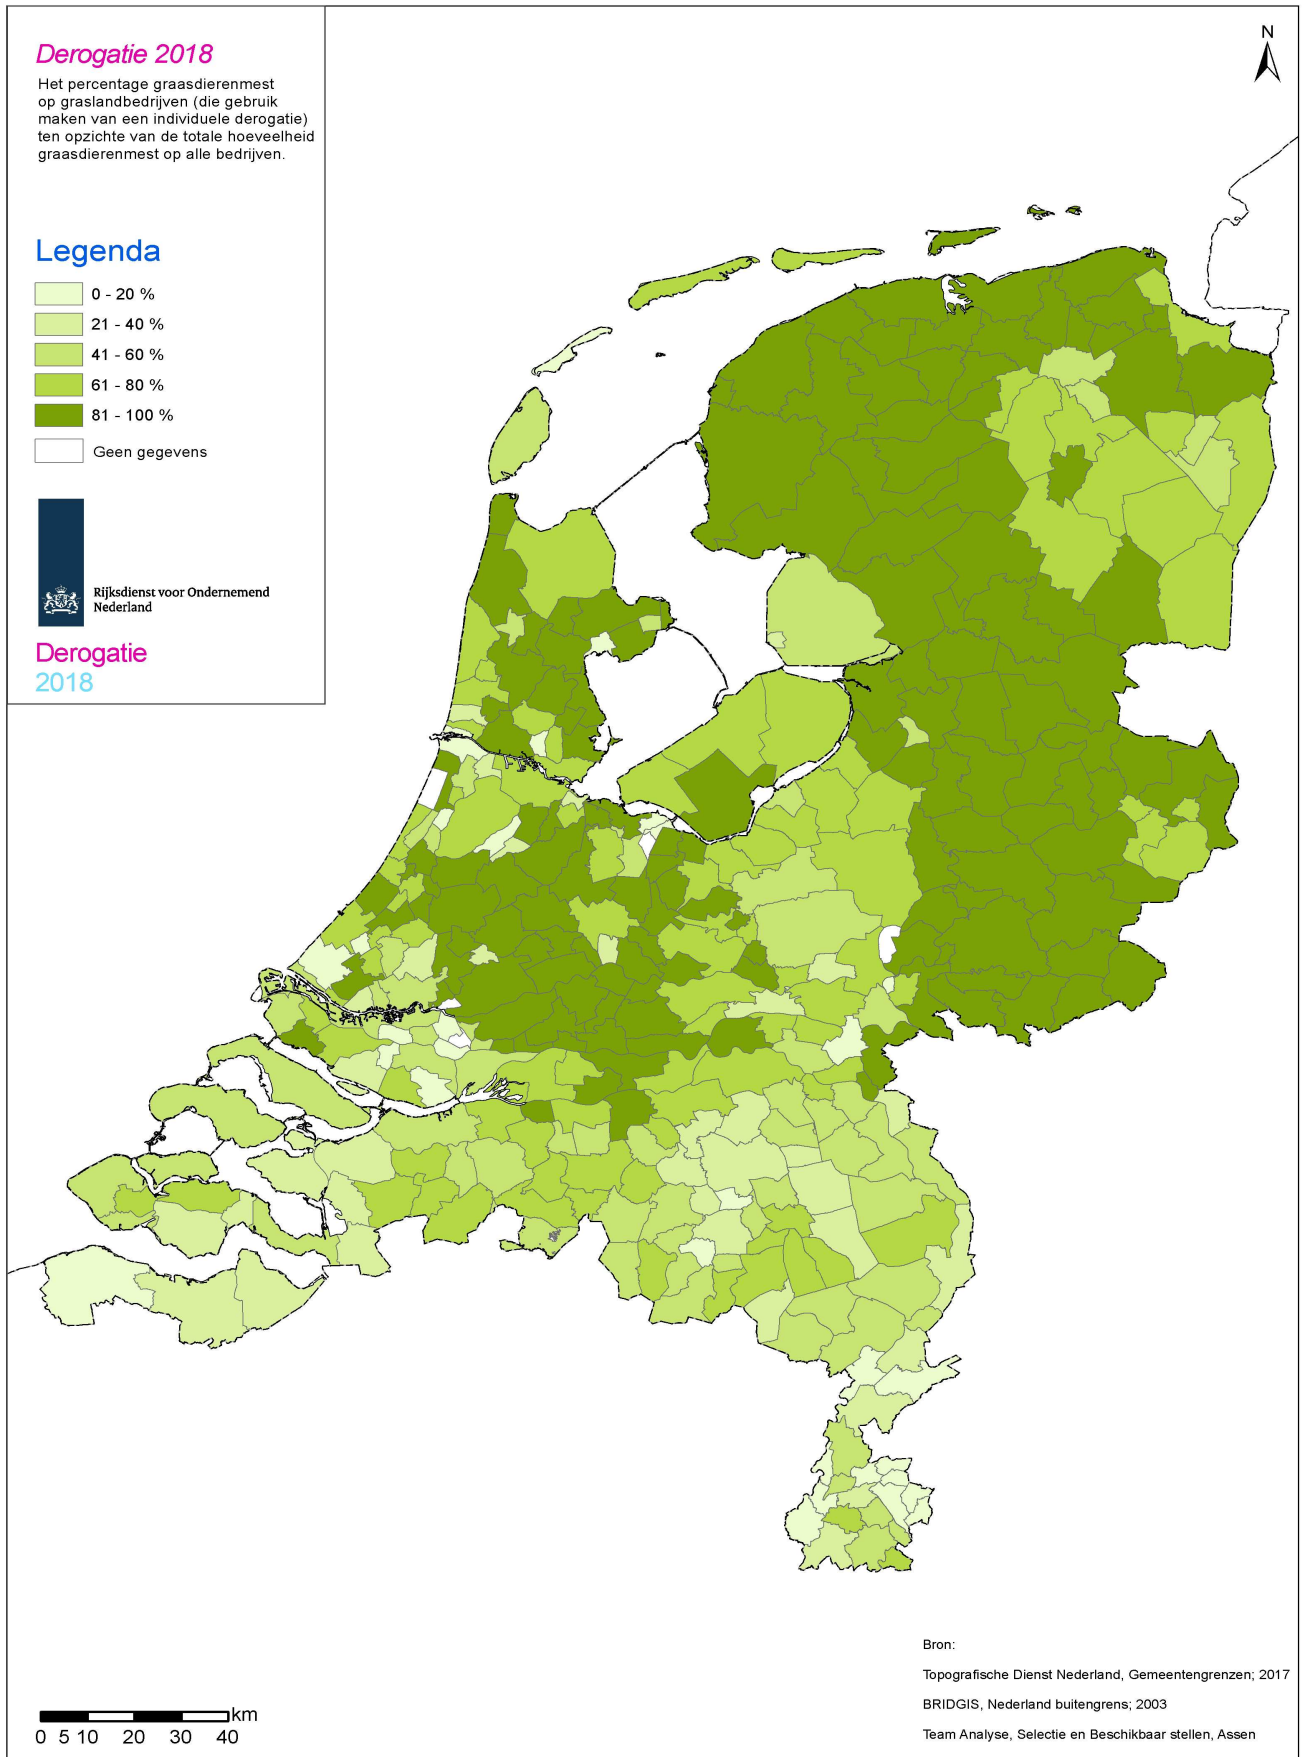 Derogatie 2018
Het percentage graasdierenmest
op graslandbedrijven (die gebruik
maken van een individuele derogatie)
ten opzichte van de totale hoeveelheid
graasdierenmest op alle bedrijven.
N
Legenda
0 - 20 %
21 - 40 %
41 - 60 %
61 - 80 %
81 - 100 %
Geen gegevens
Rijksdienst voor Ondernemend
Nederland
Derogatie
2018
Bron:
Topografische Dienst Nederland, Gemeentengrenzen; 2017
BRIDGIS, Nederland buitengrens; 2003
Team Analyse, Selectie en Beschikbaar stellen, Assen
km
0 5 10 20 30 40